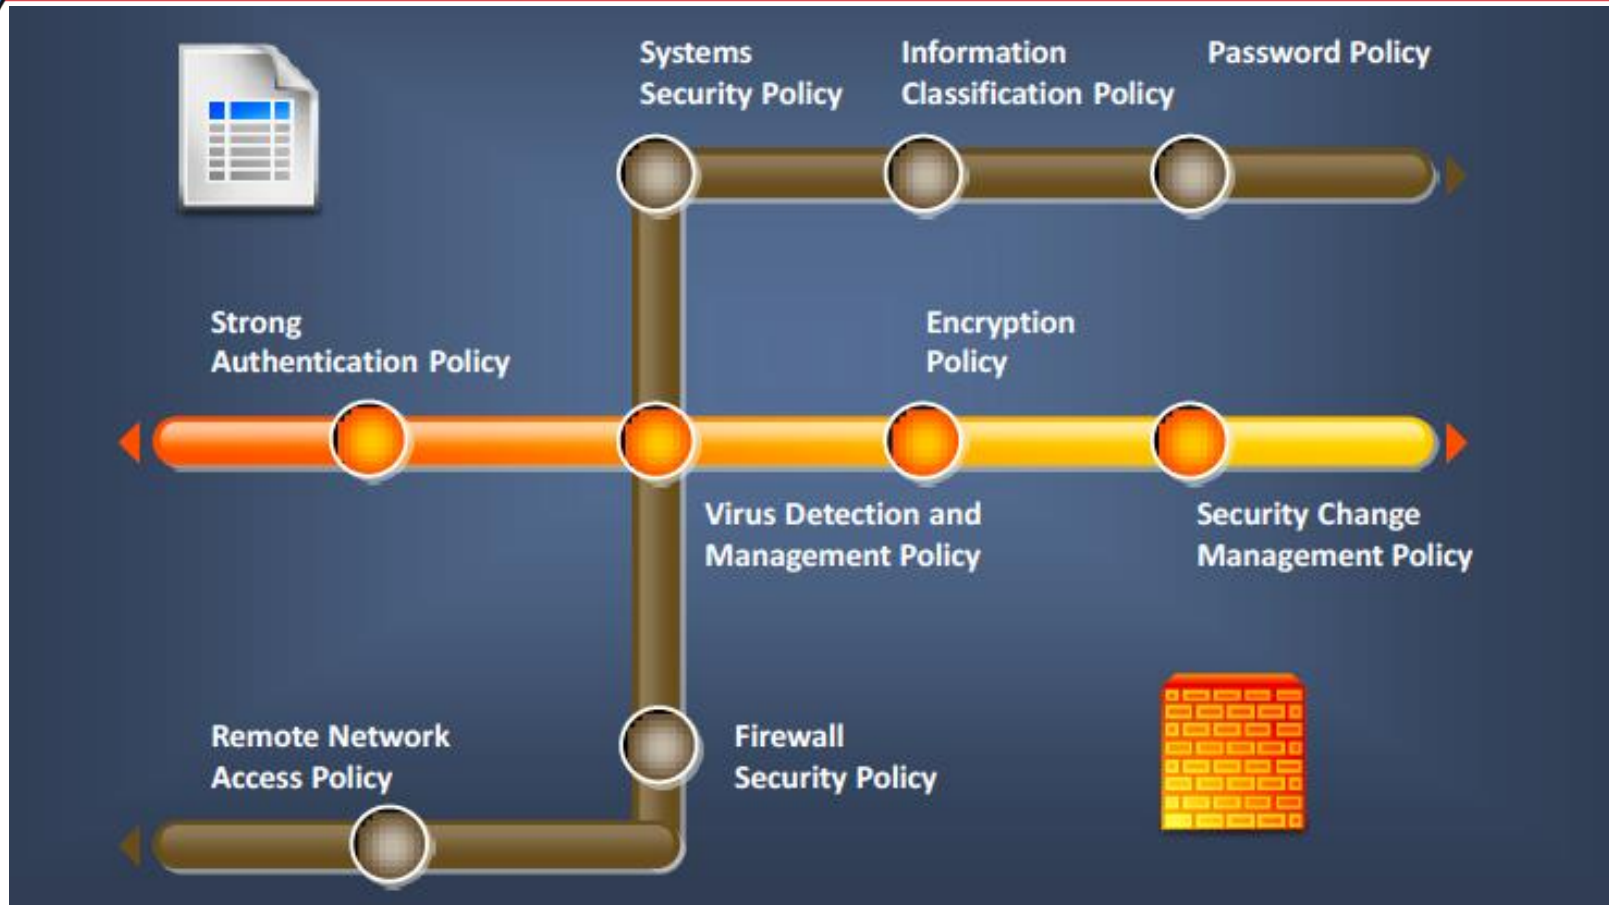 Systems
Security Policy
Information
Classification Policy
Password Policy
Strong
Authentication Policy
Encryption
Policy
Virus Detection and
Management Policy
Security Change
Management Policy
Remote Network
Access Policy
Firewall
Security Policy